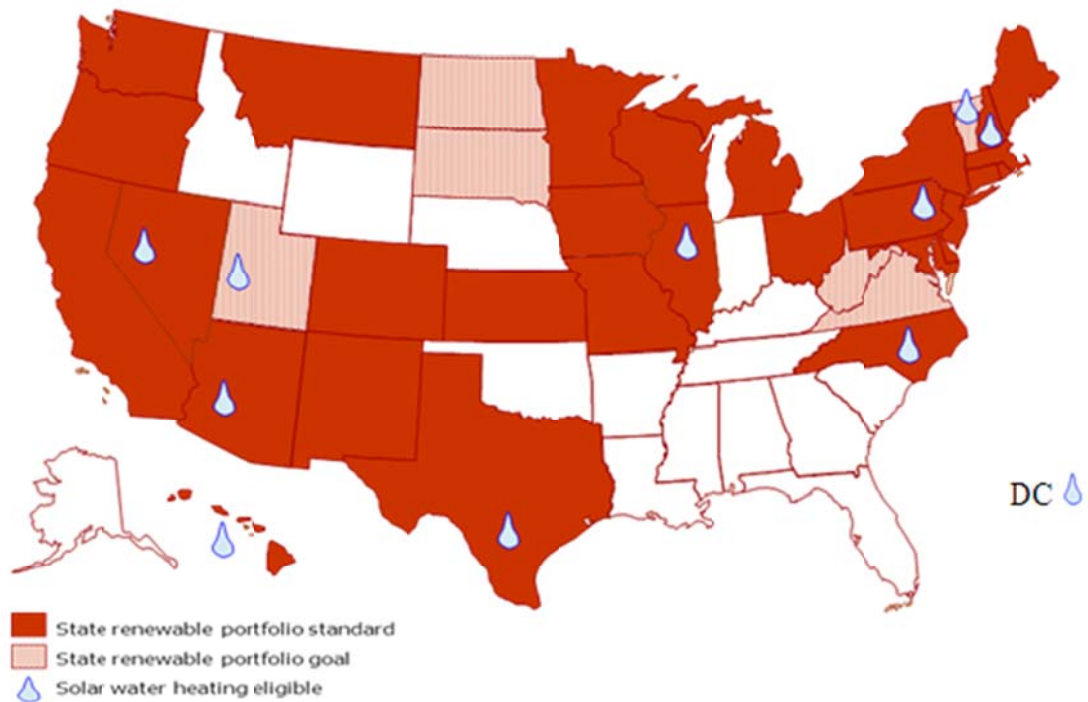 DC
State renewable portfolio standard
State renewable portfolio goal
Solar water heating eligible